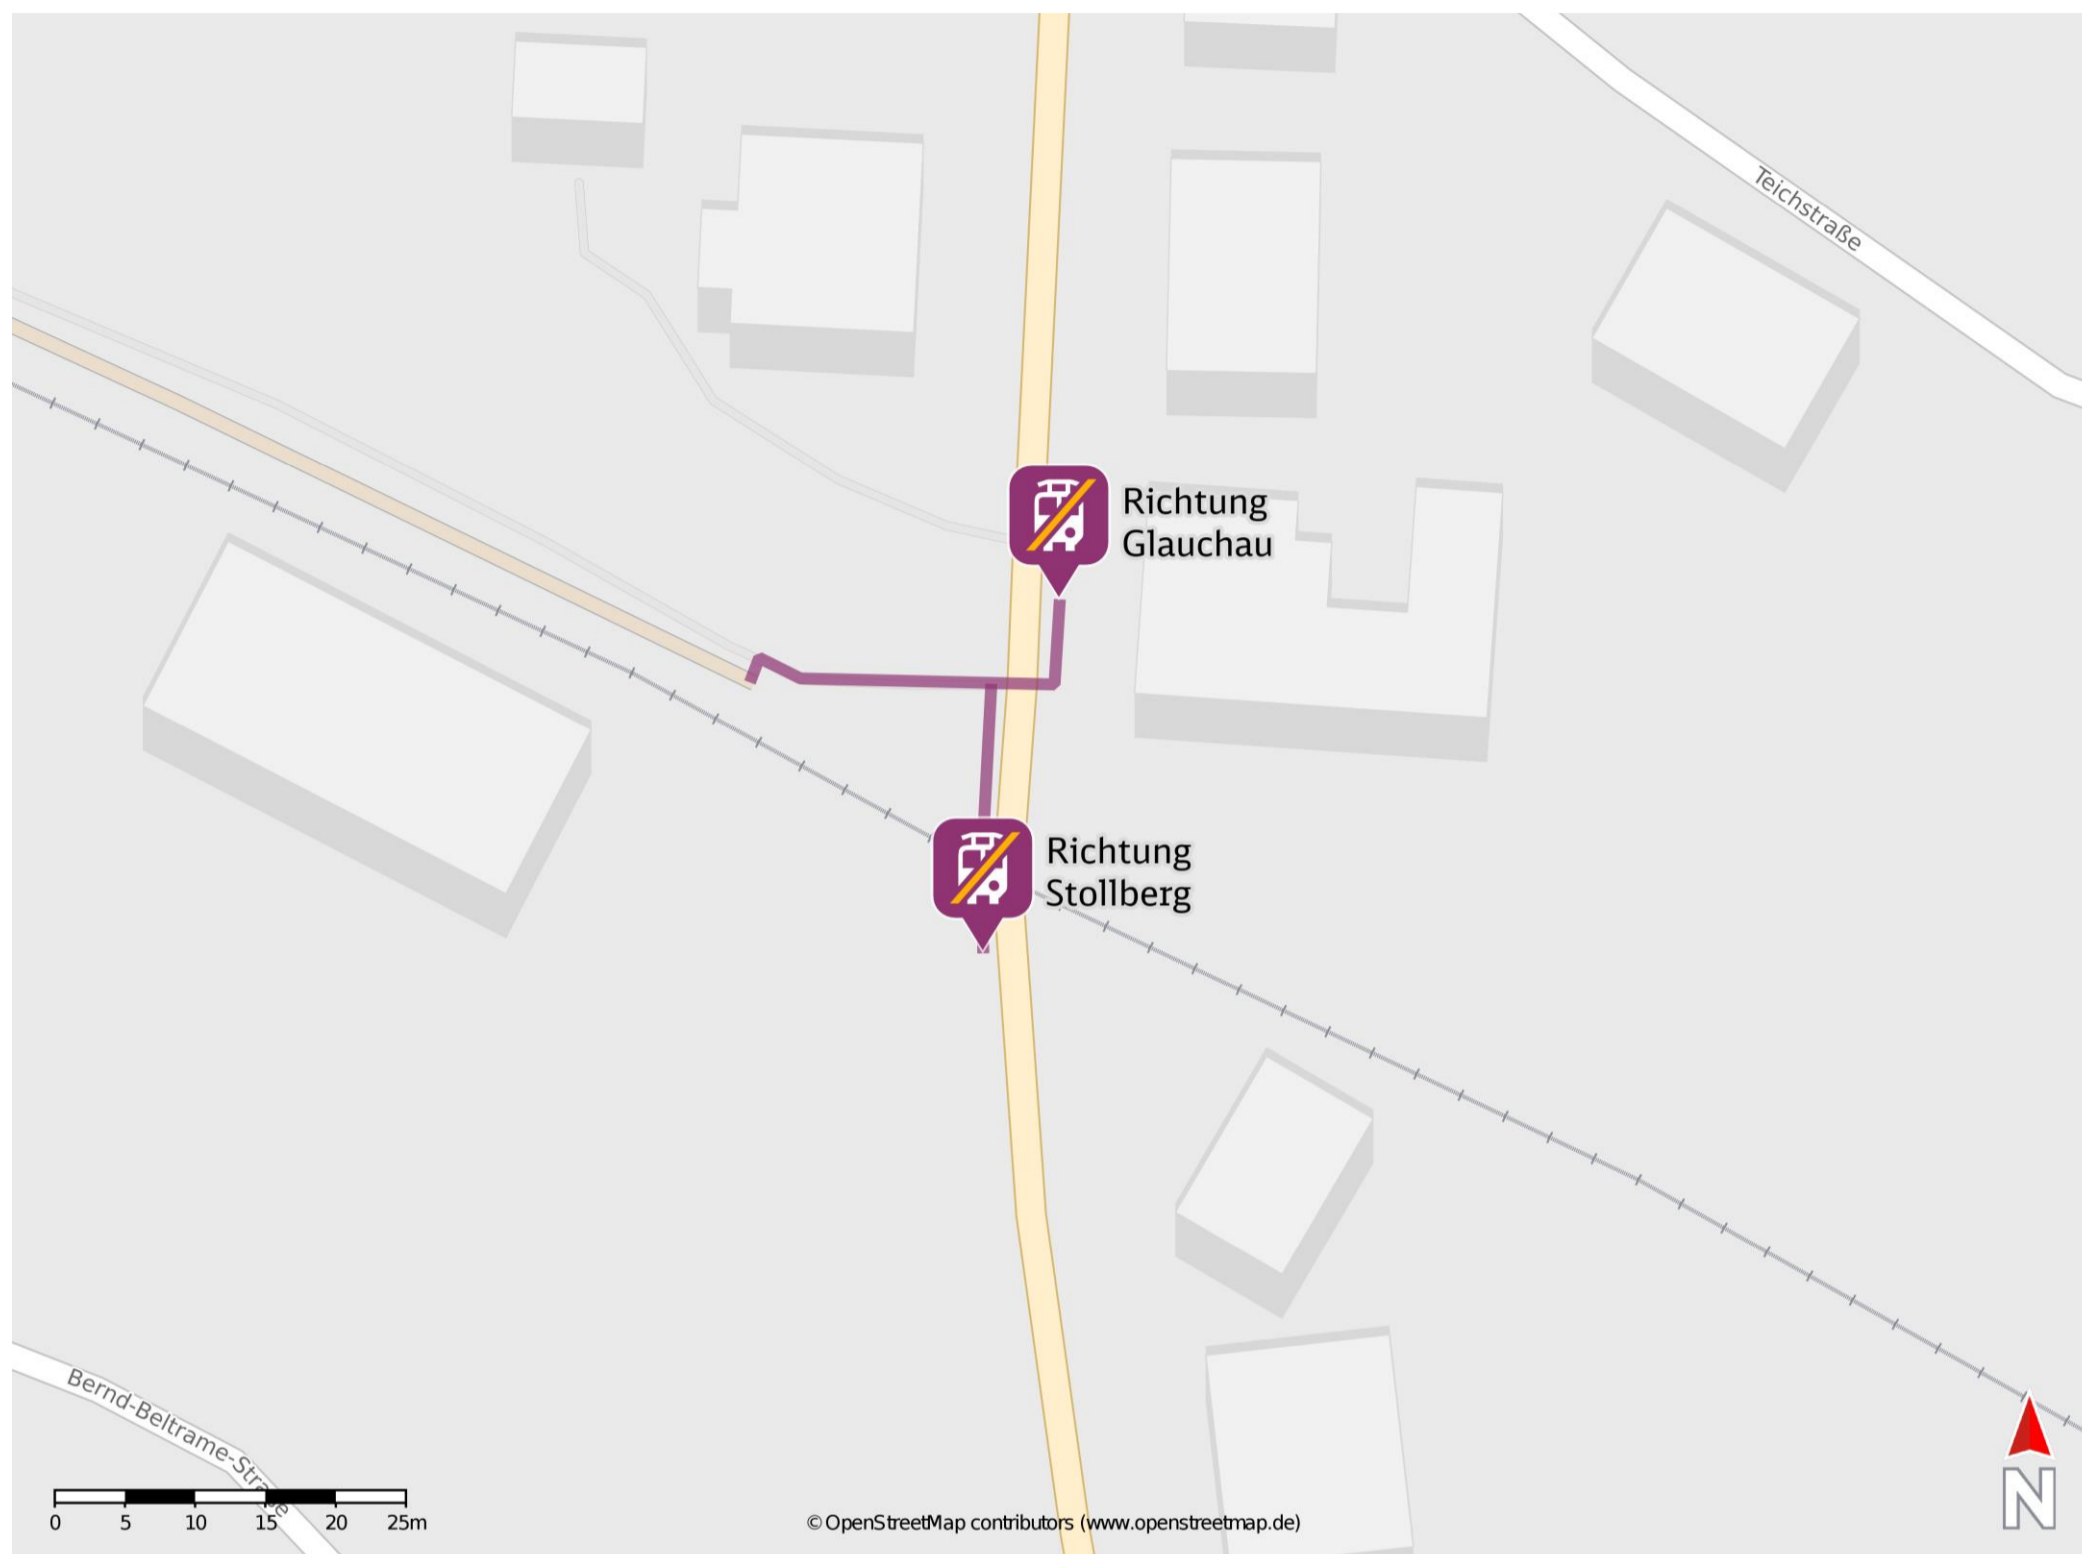 Teichstraße
Richtung
Glauchau
Richtung
Stollberg
Bernd-Beltrame-Straße
0 5 10 15 20 25m
© OpenStreetMap contributors (www.openstreetmap.de)
N